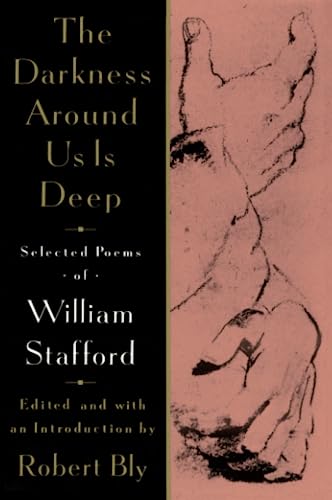 The
Darkness
Around
Us Is
Deep
Selected Poems
· of ·
William
Stafford
Edited and with
an Introduction by
Robert Bly